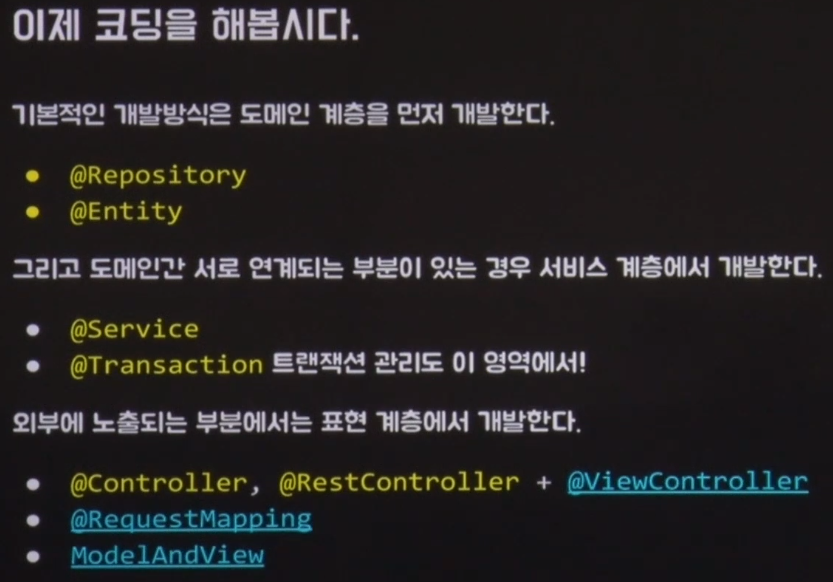 이제 코딩을 해봅시다.
기본적인 개발방식은 도메인 계층을 먼저 개발한다.
● @Repository
● @Entity
그리고 도메인간 서로 연계되는 부분이 있는 경우 서비스 계층에서 개발한다.
● @Service
● @Transaction 트랜잭션 관리도 이 영역에서!
외부에 노출되는 부분에서는 표현 계층에서 개발한다.
● @Controller, @RestController + @ViewController
● @RequestMapping
● ModelAndView